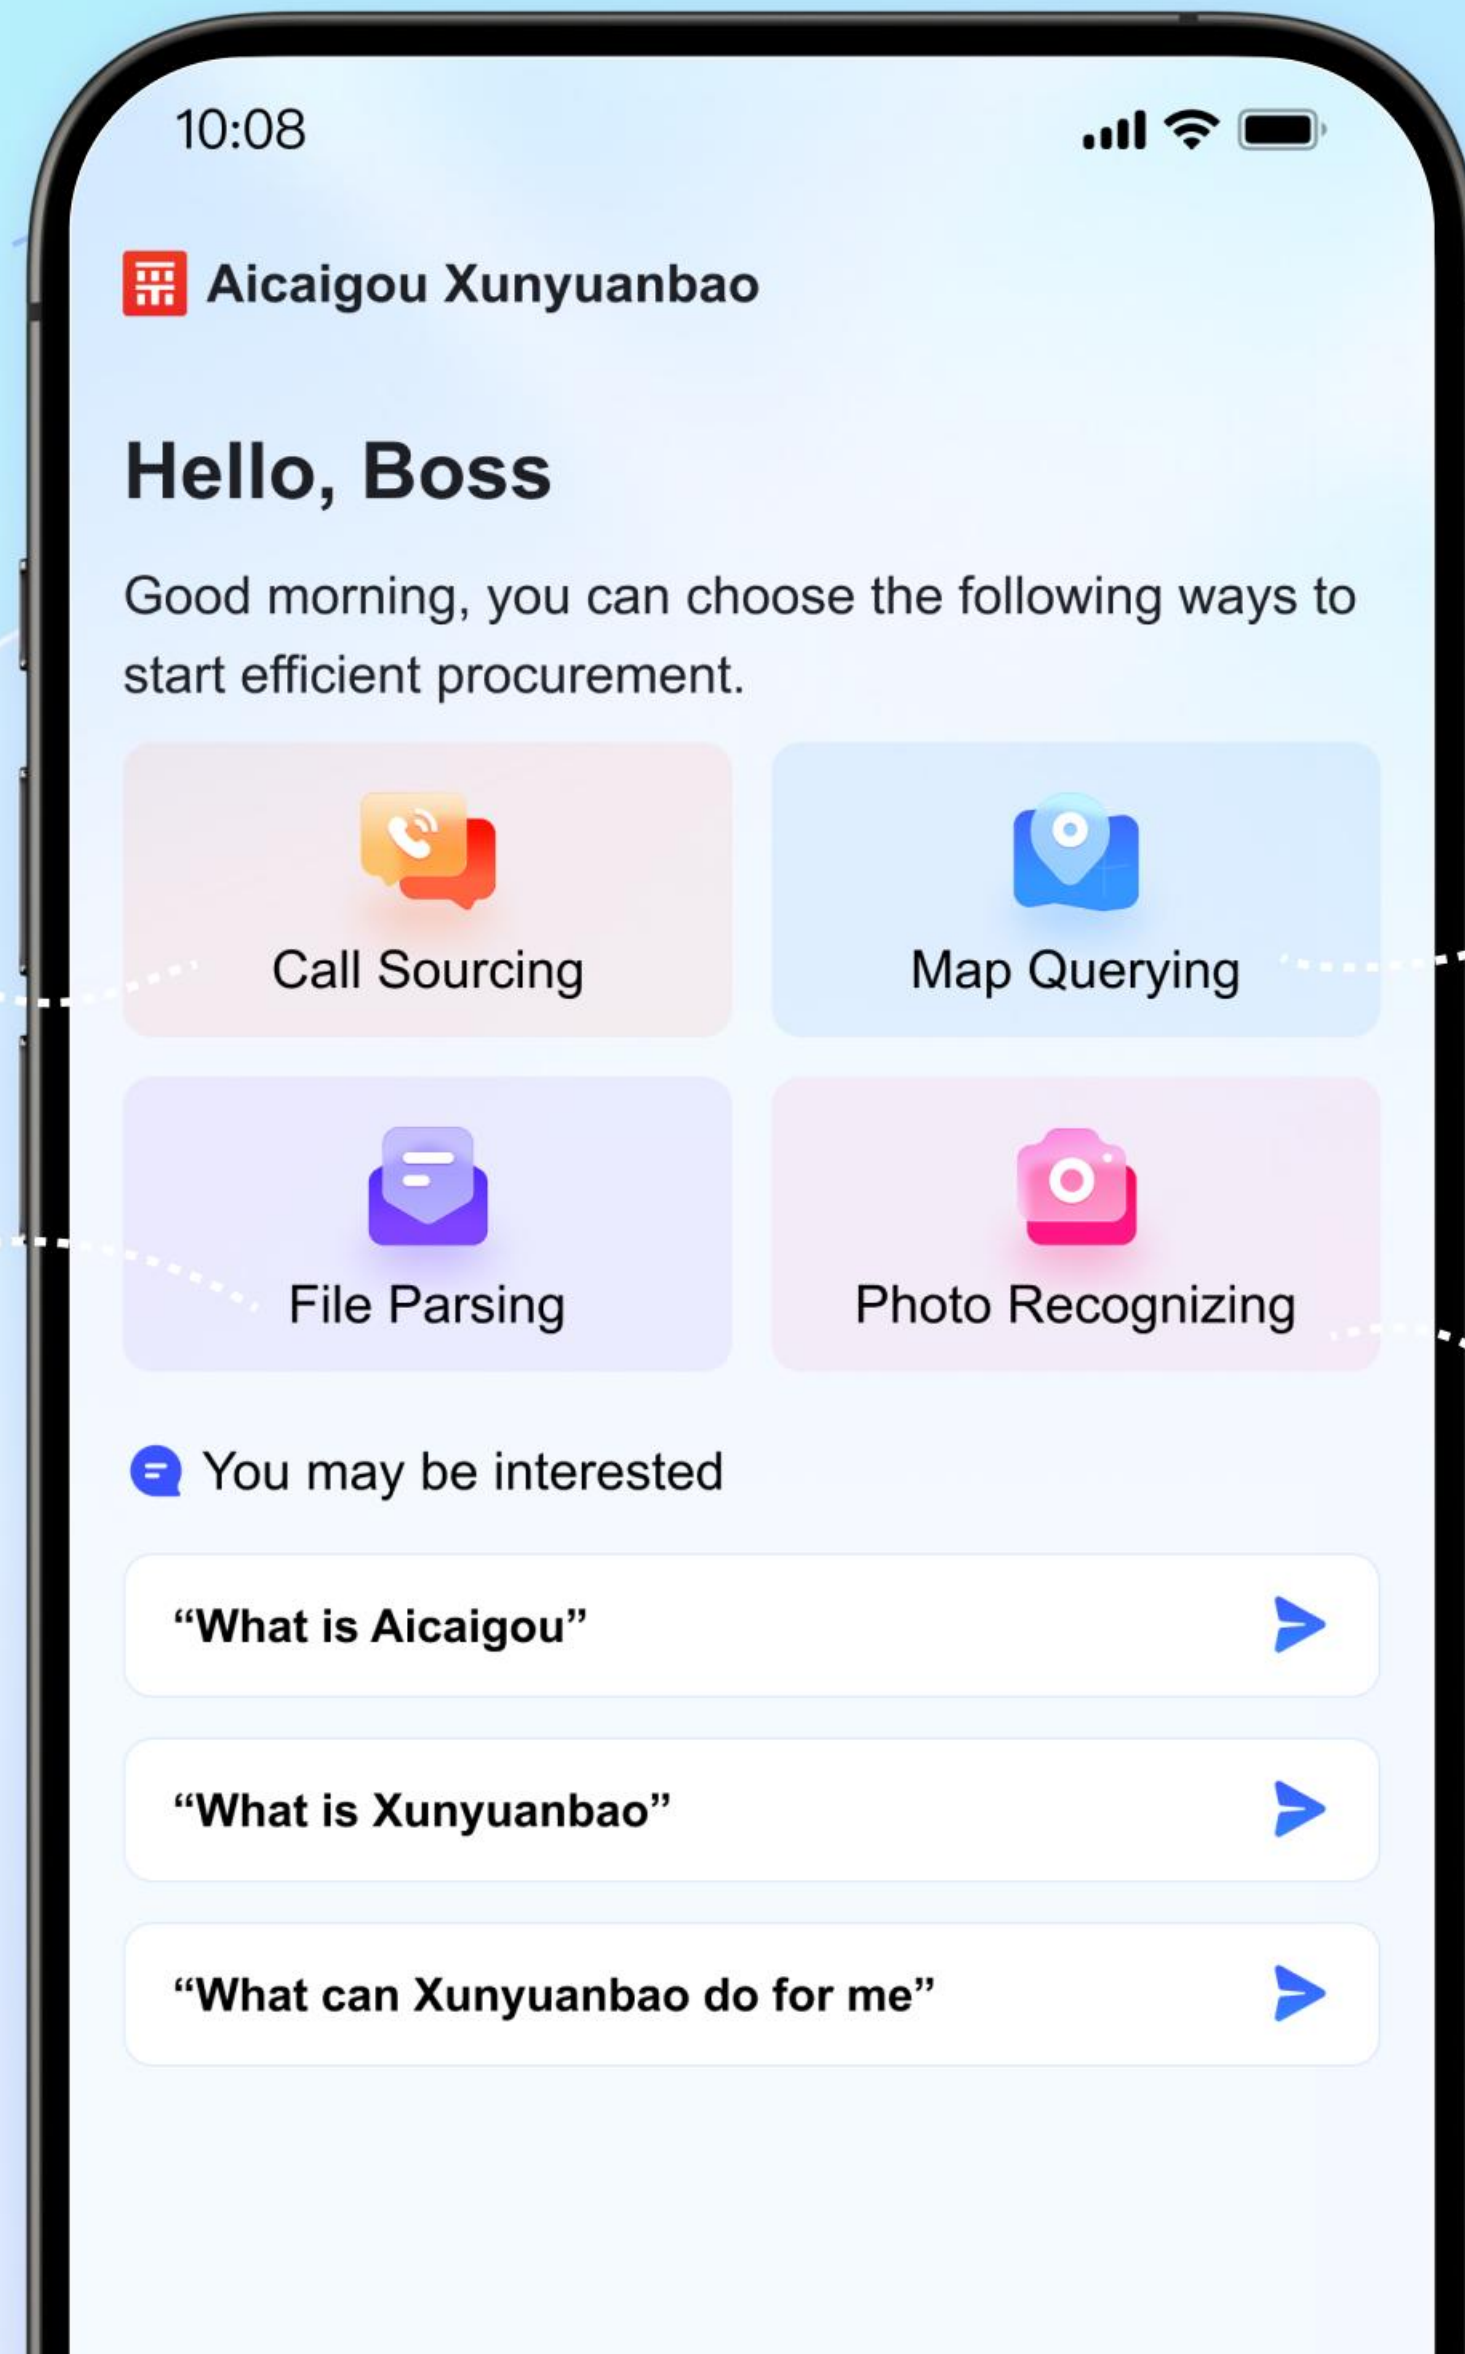 10:08
Aicaigou Xunyuanbao
Hello, Boss
Good morning, you can choose the following ways to
start efficient procurement.
Call Sourcing
Map Querying
File Parsing
Photo Recognizing
You may be interested
“What is Aicaigou”
“What is Xunyuanbao”
“What can Xunyuanbao do for me”